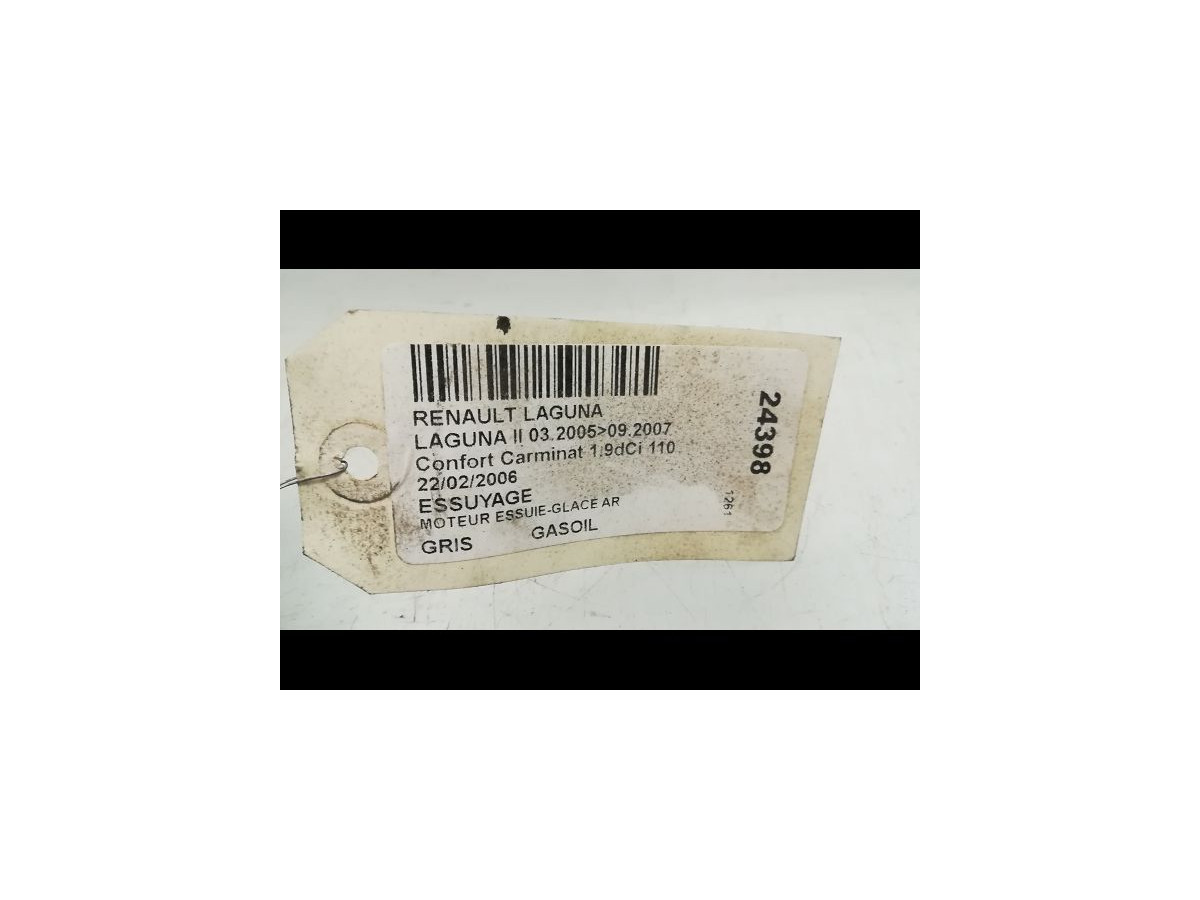 RENAULT LAGUNA
LAGUNA II 03.2005>09.2007
Confort Carminat 1.9dCi 110
22/02/2006
ESSUYAGE
MOTEUR ESSUIE-GLACE AR
GRIS GASOIL
24398
1261